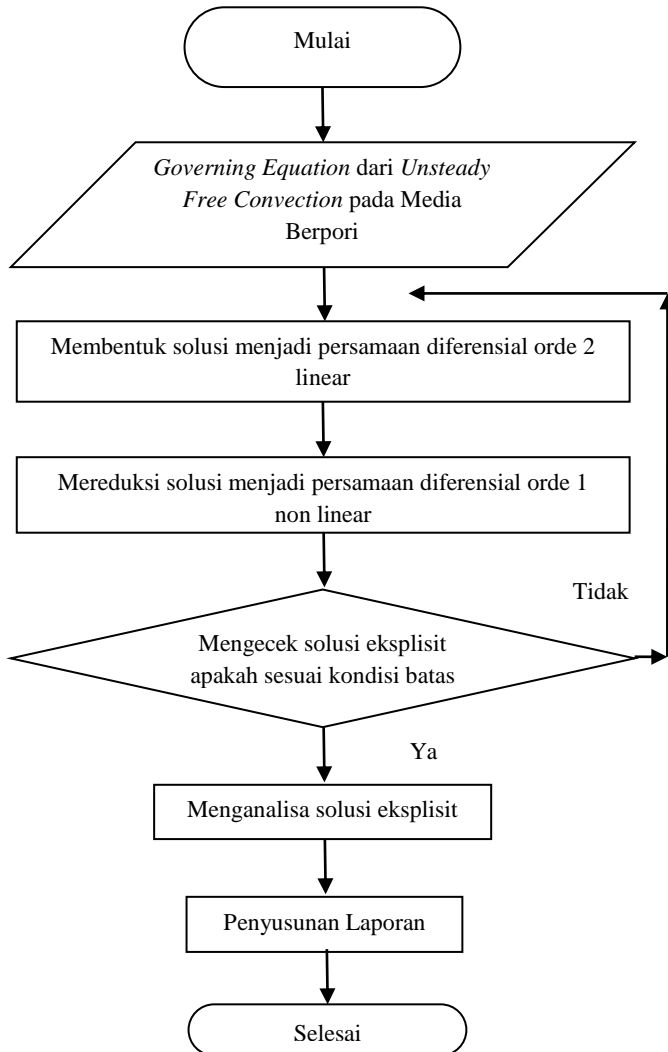 Mulai
Governing Equation dari Unsteady
Free Convection pada Media
Berpori
Membentuk solusi menjadi persamaan diferensial orde 2
linear
Mereduksi solusi menjadi persamaan diferensial orde 1
non linear
Tidak
Mengecek solusi eksplisit
apakah sesuai kondisi batas
Ya
Menganalisa solusi eksplisit
Penyusunan Laporan
Selesai